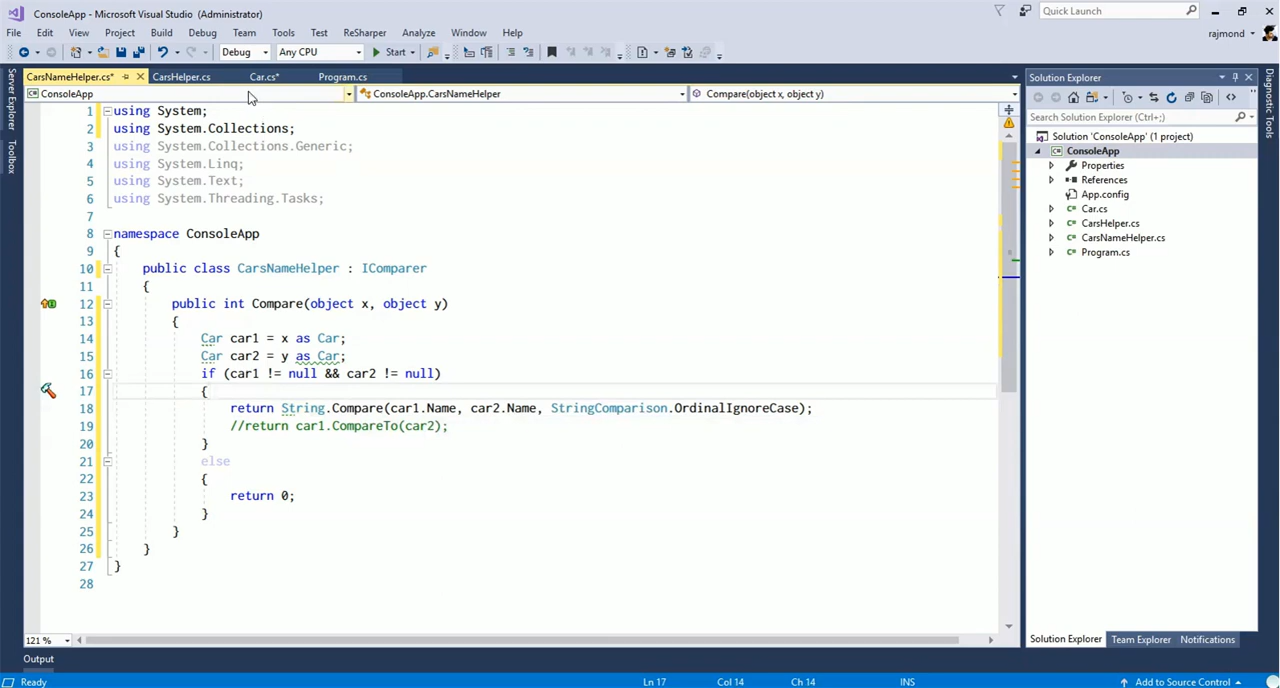 ConsoleApp - Microsoft Visual Studio (Administrator)
Quick Launch
File Edit View Project Build Debug Team Tools Test ReSharper Analyze Window Help
rajmond
Debug Any CPU Start
Server Explorer
Toolbox
CarsNameHelper.cs* CarsHelper.cs Car.cs* Program.cs
ConsoleApp ConsoleApp.CarsNameHelper Compare(object x, object y)
1 using System;
2 using System.Collections;
3 using System.Collections.Generic;
4 using System.Linq;
5 using System.Text;
6 using System.Threading.Tasks;
7
8 namespace ConsoleApp
9 {
10 public class CarsNameHelper : IComparer
11 {
12 public int Compare(object x, object y)
13 {
14 Car car1 = x as Car;
15 Car car2 = y as Car;
16 if (car1 != null && car2 != null)
17 {
18 return String.Compare(car1.Name, car2.Name, StringComparison.OrdinalIgnoreCase);
19 //return car1.CompareTo(car2);
20 }
21 else
22 {
23 return 0;
24 }
25 }
26 }
27 }
28
121 %
Output
Solution Explorer
Search Solution Explorer (Ctrl+;)
Solution 'ConsoleApp' (1 project)
ConsoleApp
Properties
References
App.config
Car.cs
CarsHelper.cs
CarsNameHelper.cs
Program.cs
Solution Explorer Team Explorer Notifications
Diagnostic Tools
Ready Ln 17 Col 14 Ch 14 INS Add to Source Control